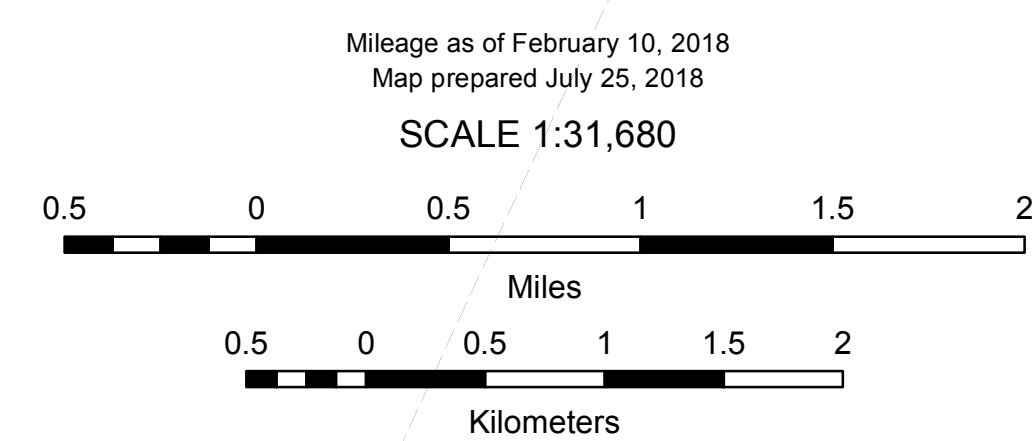 Mileage as of February 10, 2018
Map prepared July 25, 2018
SCALE 1:31,680
0.5 0 0.5 1 1.5 2
Miles
0.5 0 0.5 1 1.5 2
Kilometers